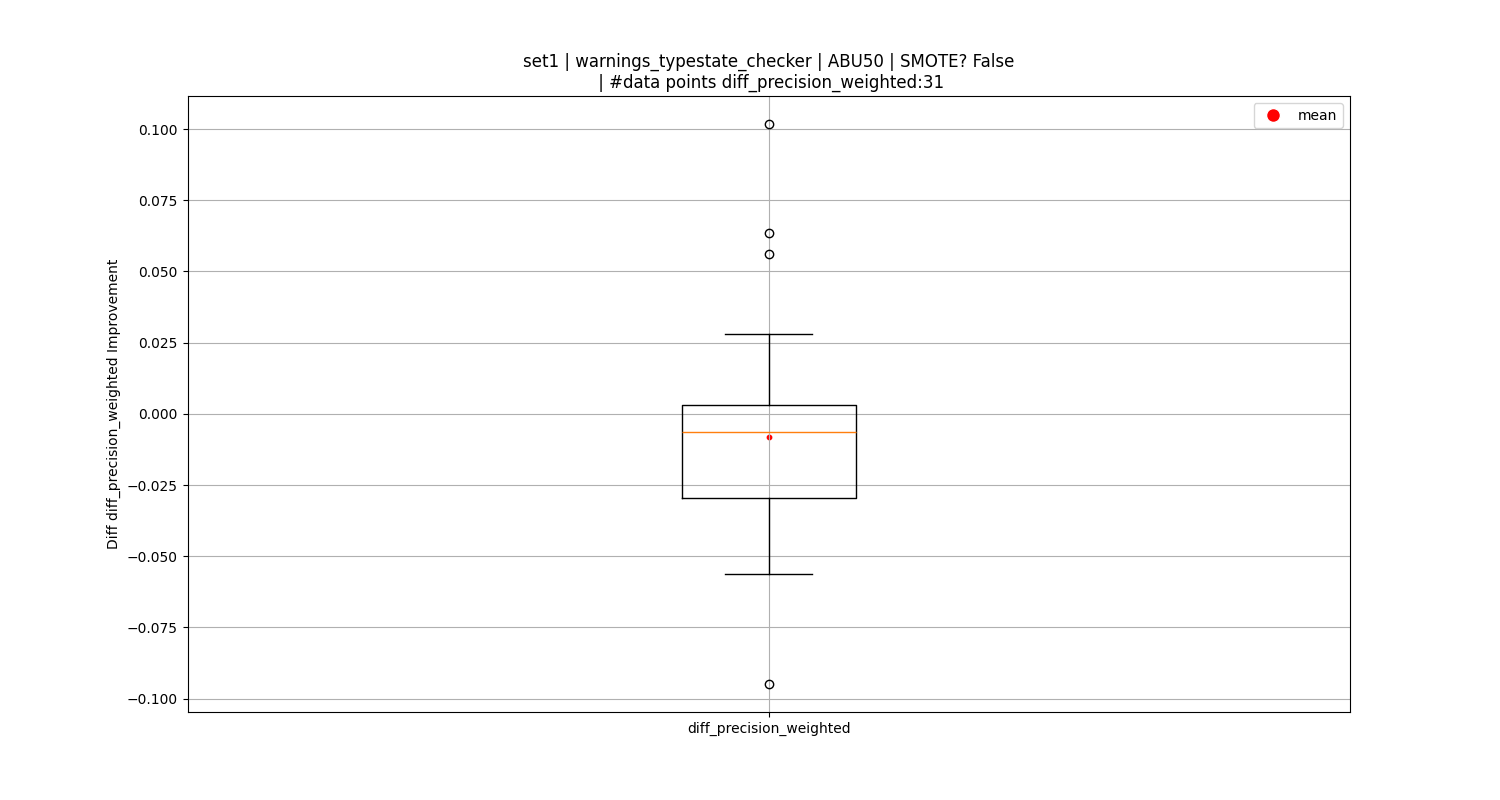 set1 | warnings_typestate_checker | ABU50 | SMOTE? False
| #data points diff_precision_weighted:31
mean
0.100
0.075
0.050
0.025
0.000
−0.025
−0.050
−0.075
−0.100
Diff diff_precision_weighted Improvement
diff_precision_weighted